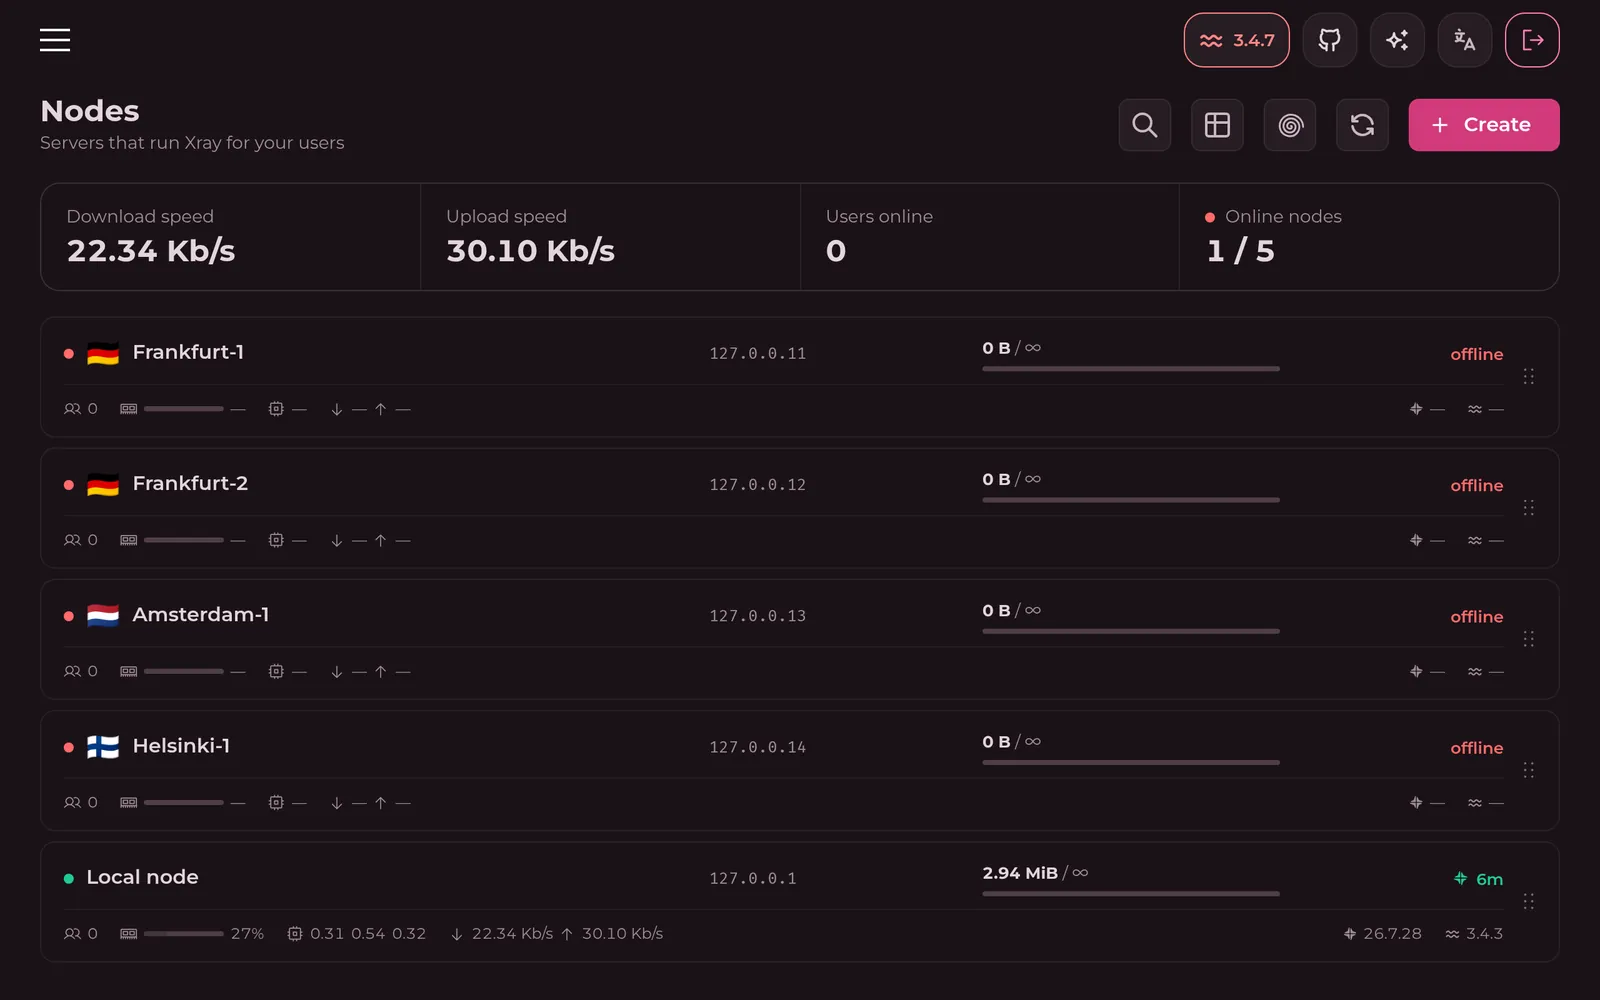 3.4.7
Nodes
Servers that run Xray for your users
+ Create
Download speed
22.34 Kb/s
Upload speed
30.10 Kb/s
Users online
0
Online nodes
1 / 5
Frankfurt-1
127.0.0.11
0 B / ∞
offline
0 — — ↓ — ↑ — — —
Frankfurt-2
127.0.0.12
0 B / ∞
offline
0 — — ↓ — ↑ — — —
Amsterdam-1
127.0.0.13
0 B / ∞
offline
0 — — ↓ — ↑ — — —
Helsinki-1
127.0.0.14
0 B / ∞
offline
0 — — ↓ — ↑ — — —
Local node
127.0.0.1
2.94 MiB / ∞
6m
0 27% 0.31 0.54 0.32 ↓ 22.34 Kb/s ↑ 30.10 Kb/s 26.7.28 3.4.3